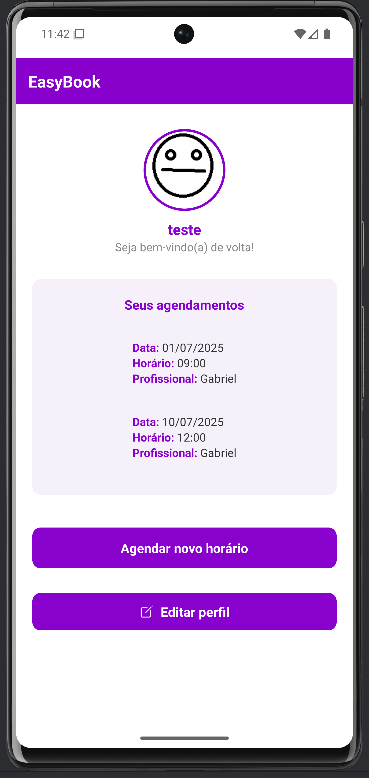 11:42
EasyBook
teste
Seja bem-vindo(a) de volta!
Seus agendamentos
Data: 01/07/2025
Horário: 09:00
Profissional: Gabriel
Data: 10/07/2025
Horário: 12:00
Profissional: Gabriel
Agendar novo horário
Editar perfil